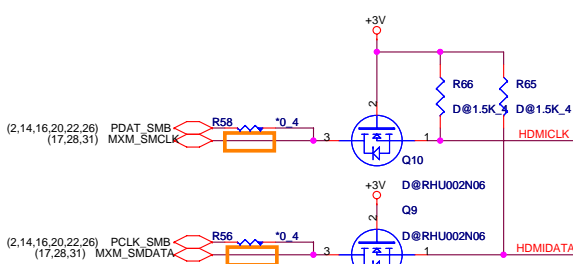 +3V
R66
R65
D@1.5K_4
D@1.5K_4
2
(2,14,16,20,22,26) PDAT_SMB
R58
*0_4
(17,28,31) MXM_SMCLK
3
1
HDMICLK
Q10
+3V
D@RHU002N06
2
Q9
(2,14,16,20,22,26) PCLK_SMB
R56
*0_4
D@RHU002N06
(17,28,31) MXM_SMDATA
3
1
HDMIDATA